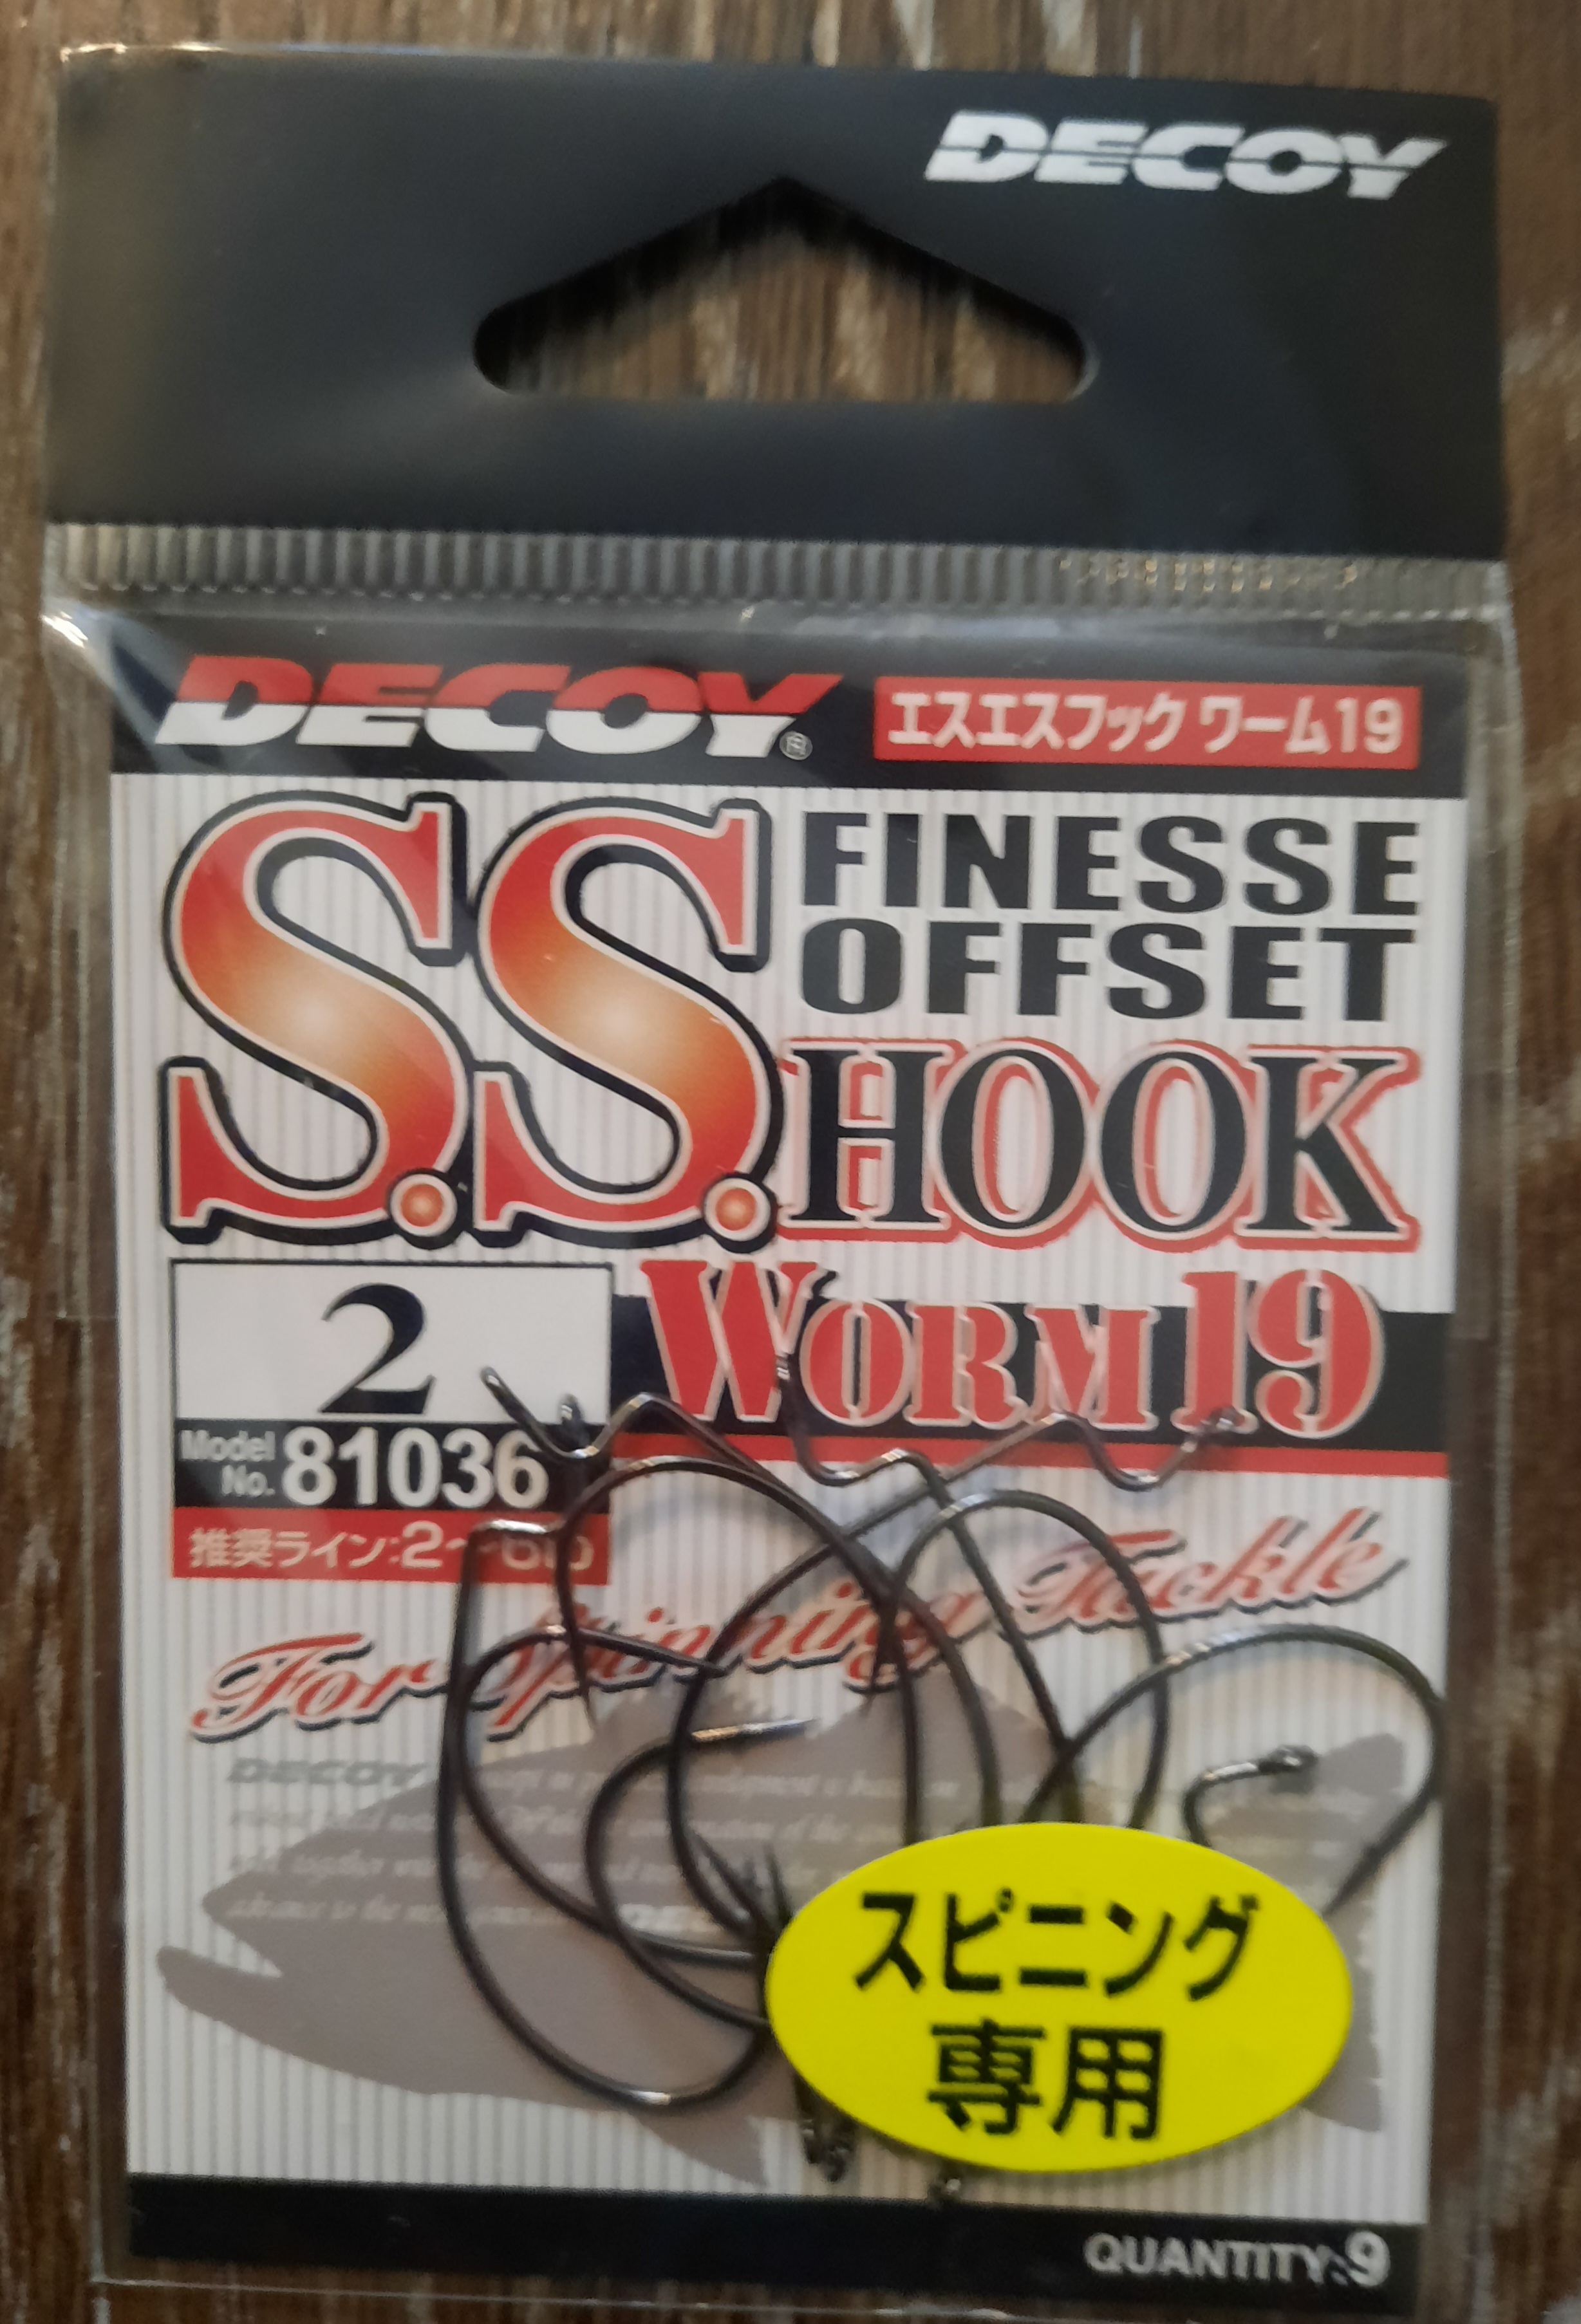 DECOY
DECOY®
エスエスフック ワーム19
S.S. FINESSE
OFFSET
HOOK
WORM19
2
Model No. 81036
推奨ライン:2~6lb
For Spinning Tackle
DECOY
together
スピニング
専用
QUANTITY:9